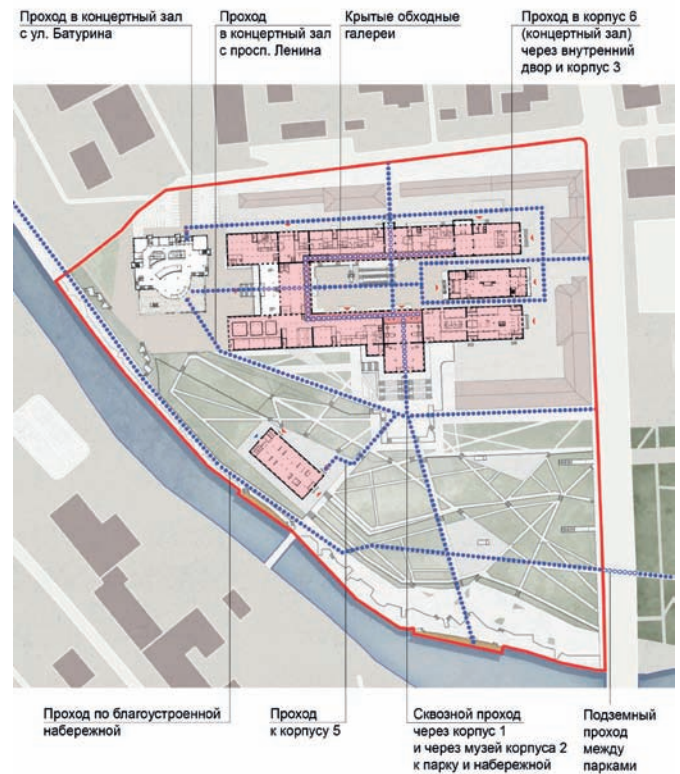 Проход в концертный зал
с ул. Батурина
Проход
в концертный зал
с просп. Ленина
Крытые обходные
галереи
Проход в корпус 6
(концертный зал)
через внутренний
двор и корпус 3
Проход по благоустроенной
набережной
Проход
к корпусу 5
Сквозной проход
через корпус 1
и через музей корпуса 2
к парку и набережной
Подземный
проход
между
парками